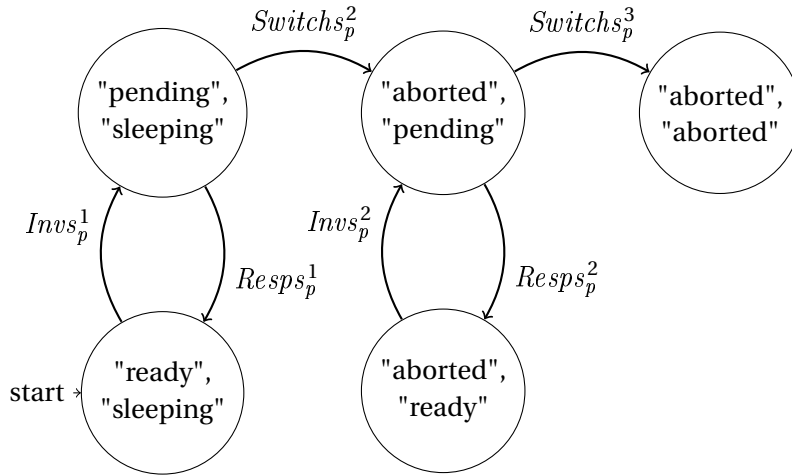 Switchs_p^2
Switchs_p^3
"pending",
"sleeping"
"aborted",
"pending"
"aborted",
"aborted"
Invs_p^1
Resps_p^1
Invs_p^2
Resps_p^2
start
"ready",
"sleeping"
"aborted",
"ready"